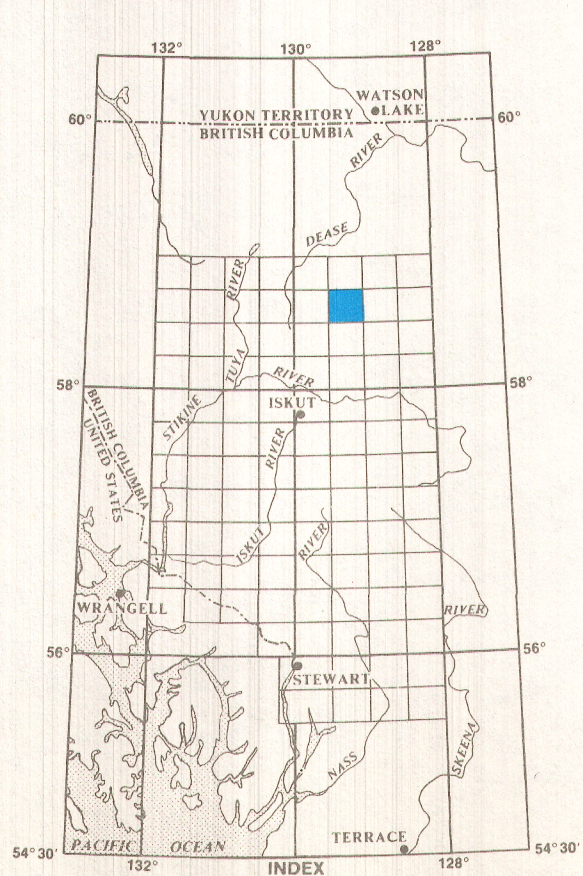 132° 130° 128°
WATSON
LAKE
60° YUKON TERRITORY 60°
BRITISH COLUMBIA
RIVER
DEASE
RIVER
TUYA
58° RIVER 58°
ISKUT
STIKINE
BRITISH COLUMBIA
UNITED STATES
RIVER
ISKUT
RIVER
WRANGELL
RIVER
56° 56°
STEWART
SKEENA
NASS
TERRACE
54°30' PACIFIC OCEAN 54°30'
132° 128°
INDEX